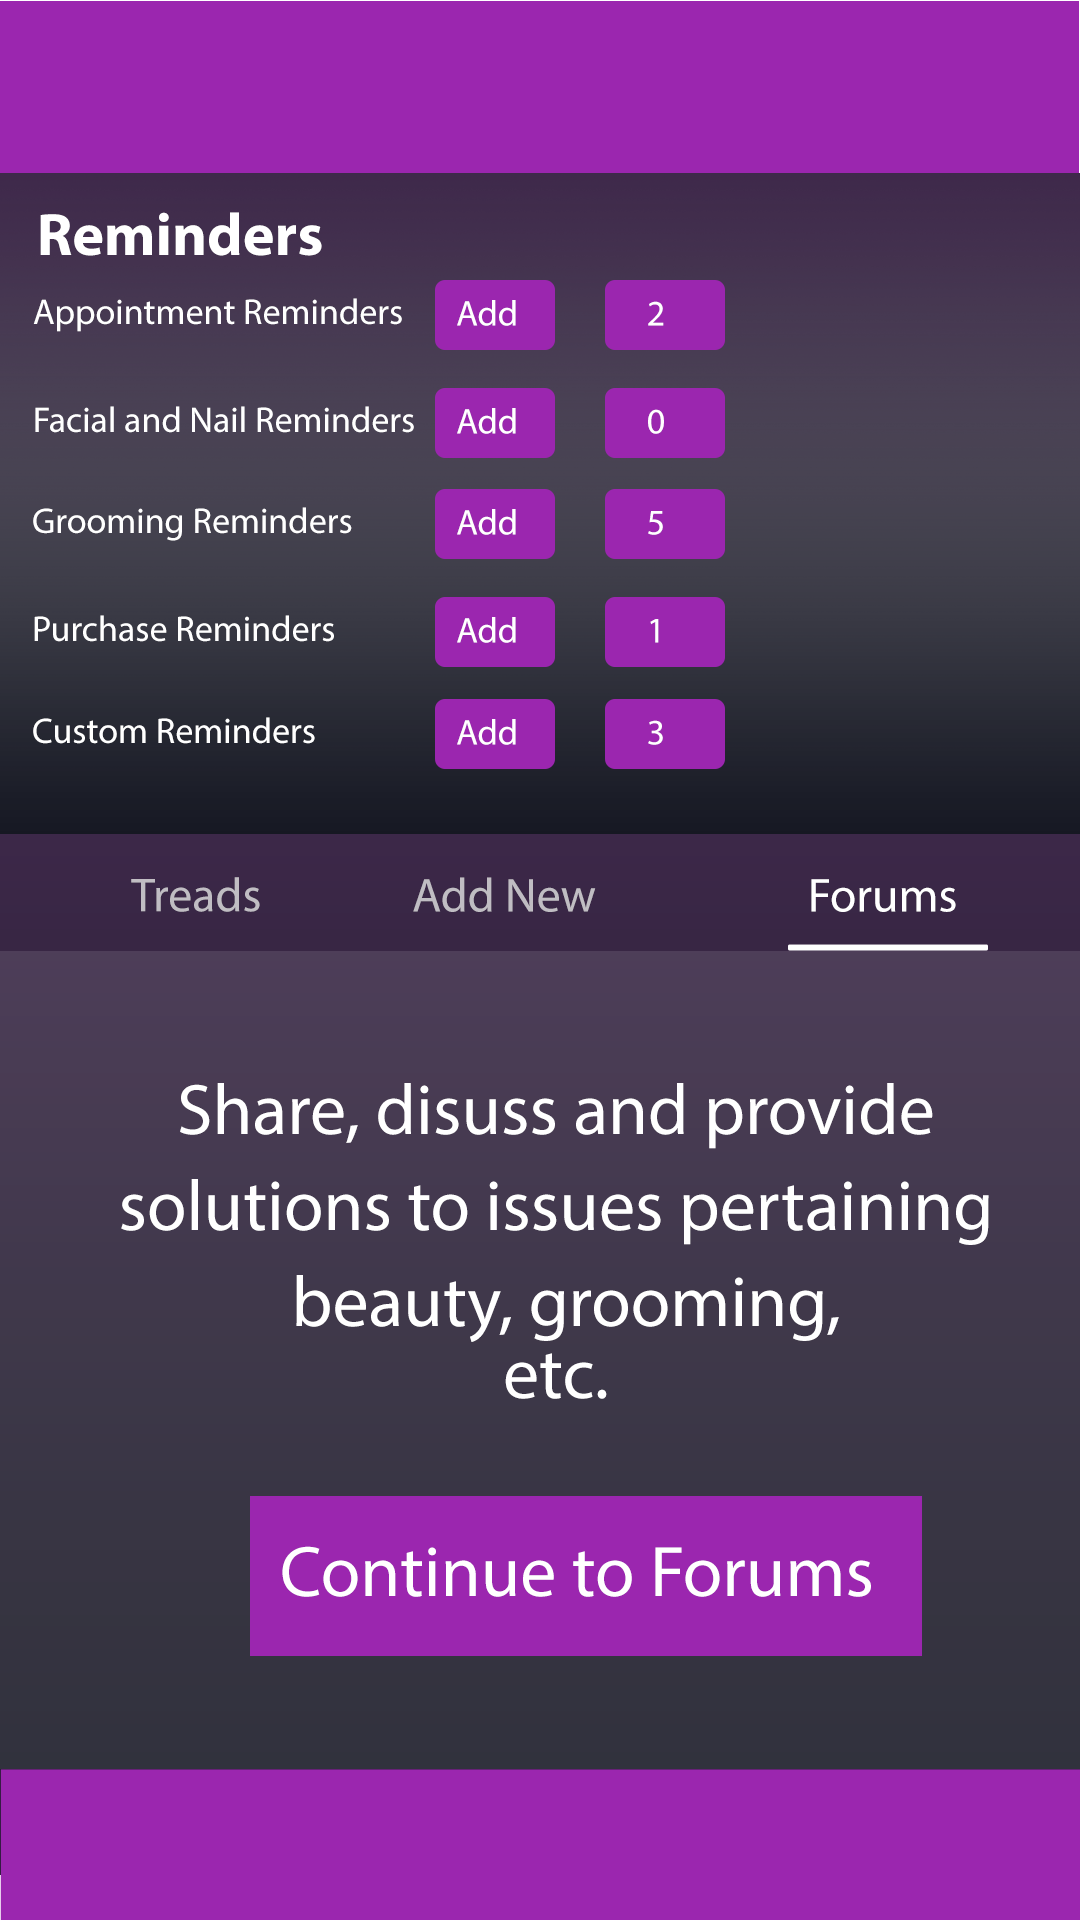 Reminders
Appointment Reminders Add 2
Facial and Nail Reminders Add 0
Grooming Reminders Add 5
Purchase Reminders Add 1
Custom Reminders Add 3
Treads Add New Forums
Share, disuss and provide
solutions to issues pertaining
beauty, grooming,
etc.
Continue to Forums